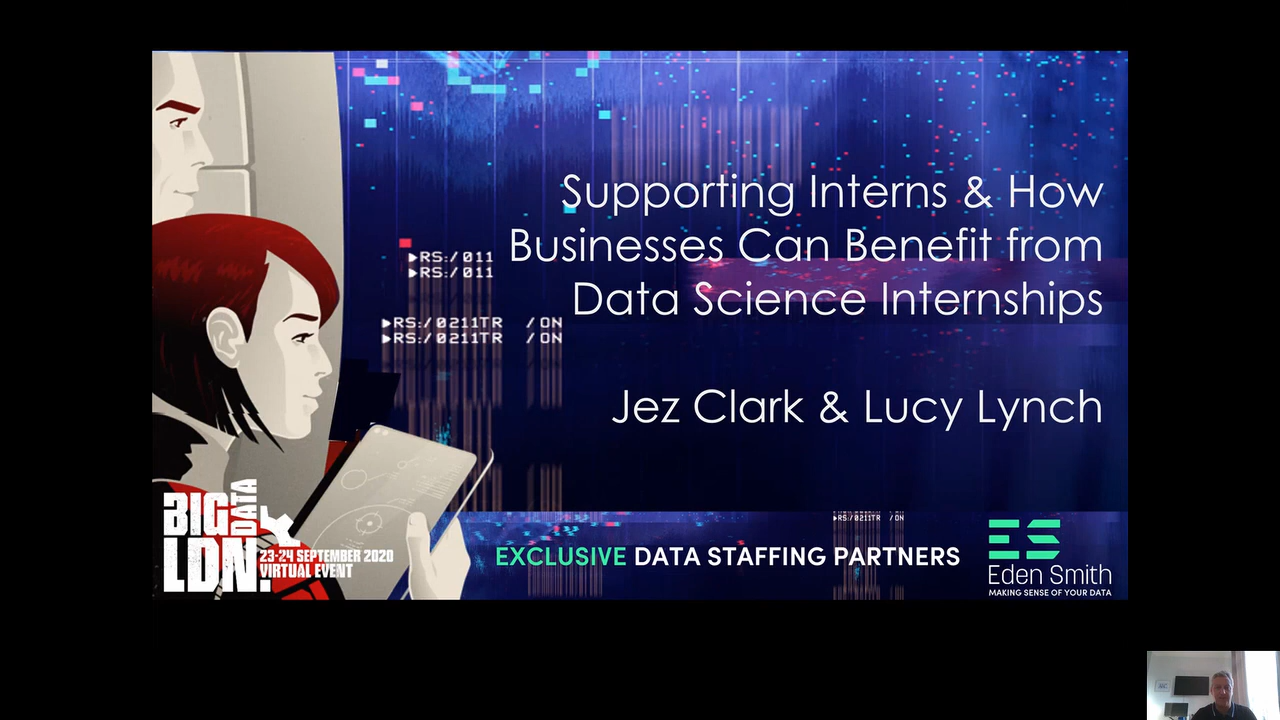 Supporting Interns & How
Businesses Can Benefit from
Data Science Internships
Jez Clark & Lucy Lynch
▶RS:/011
▶RS:/011
▶RS:/0211TR /ON
▶RS:/0211TR /ON
BIG
DATA
LDN.
23-24 SEPTEMBER 2020
VIRTUAL EVENT
▶RS:/0211TR /ON
EXCLUSIVE DATA STAFFING PARTNERS
ES
Eden Smith
MAKING SENSE OF YOUR DATA